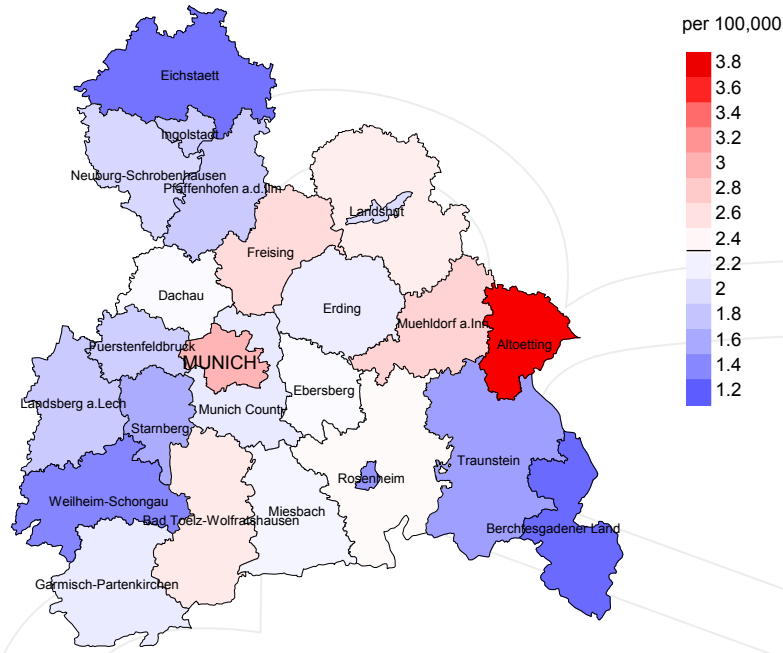 per 100,000
3.8
3.6
3.4
3.2
3
2.8
2.6
2.4
2.2
2
1.8
1.6
1.4
1.2
Eichstaett
Ingolstadt
Neuburg-Schrobenhausen
Pfaffenhofen a.d.Ilm
Landshut
Freising
Dachau
Erding
Muehldorf a.Inn
Altoetting
Fuerstenfeldbruck
MUNICH
Ebersberg
Landsberg a.Lech
Munich County
Starnberg
Traunstein
Rosenheim
Weilheim-Schongau
Miesbach
Bad Toelz-Wolfratshausen
Berchtesgadener Land
Garmisch-Partenkirchen